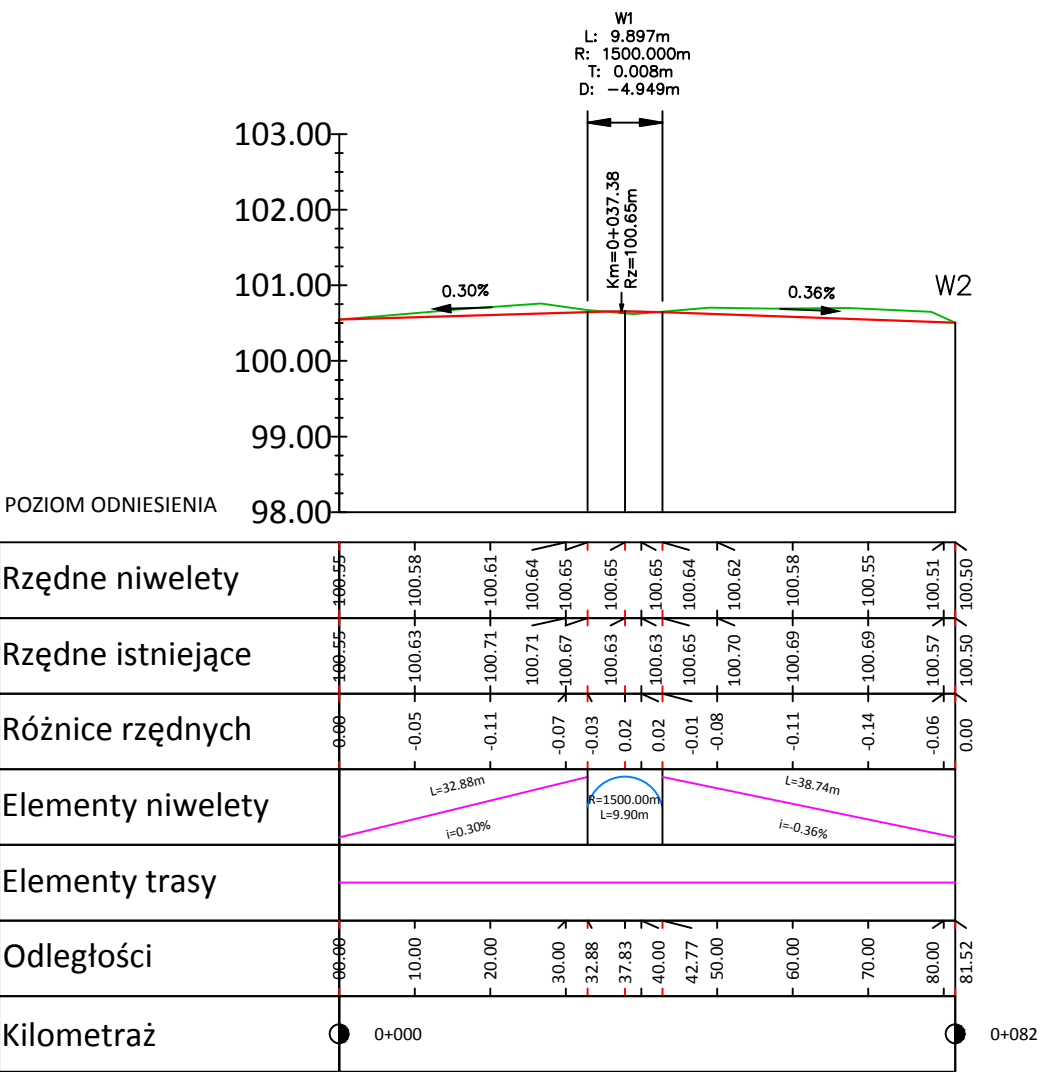 W1
L: 9.897m
R: 1500.000m
T: 0.008m
D: -4.949m
103.00
102.00
101.00
100.00
99.00
98.00
0.30%
Km=0+037.38
Rz=100.65m
0.36%
W2
POZIOM ODNIESIENIA
Rzędne niwelety 100.55 100.58 100.61 100.64 100.65 100.65 100.65 100.64 100.62 100.58 100.55 100.51 100.50
Rzędne istniejące 100.55 100.63 100.71 100.71 100.67 100.63 100.63 100.65 100.70 100.69 100.69 100.57 100.50
Różnice rzędnych 0.00 -0.05 -0.11 -0.07 -0.03 0.02 0.02 -0.01 -0.08 -0.11 -0.14 -0.06 0.00
Elementy niwelety
L=32.88m
i=0.30%
R=1500.00m
L=9.90m
L=38.74m
i=-0.36%
Elementy trasy
Odległości 00.00 10.00 20.00 30.00 32.88 37.83 40.00 42.77 50.00 60.00 70.00 80.00 81.52
Kilometraż 0+000 0+082